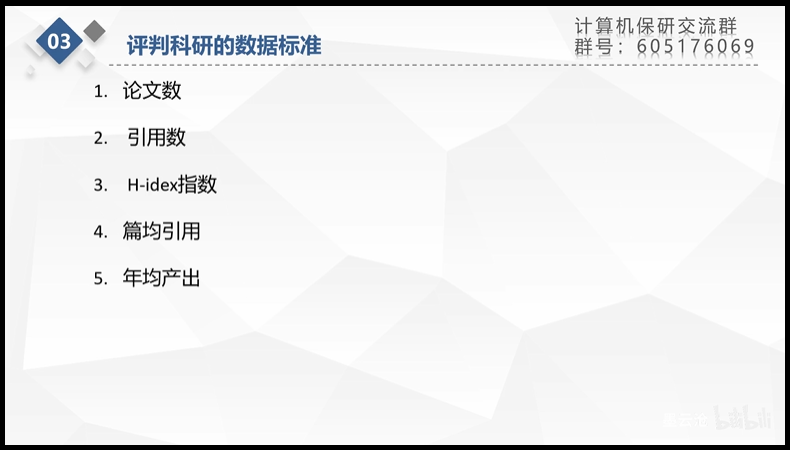 03
评判科研的数据标准
计算机保研交流群
群号：605176069
1. 论文数
2. 引用数
3. H-idex指数
4. 篇均引用
5. 年均产出
bilibili